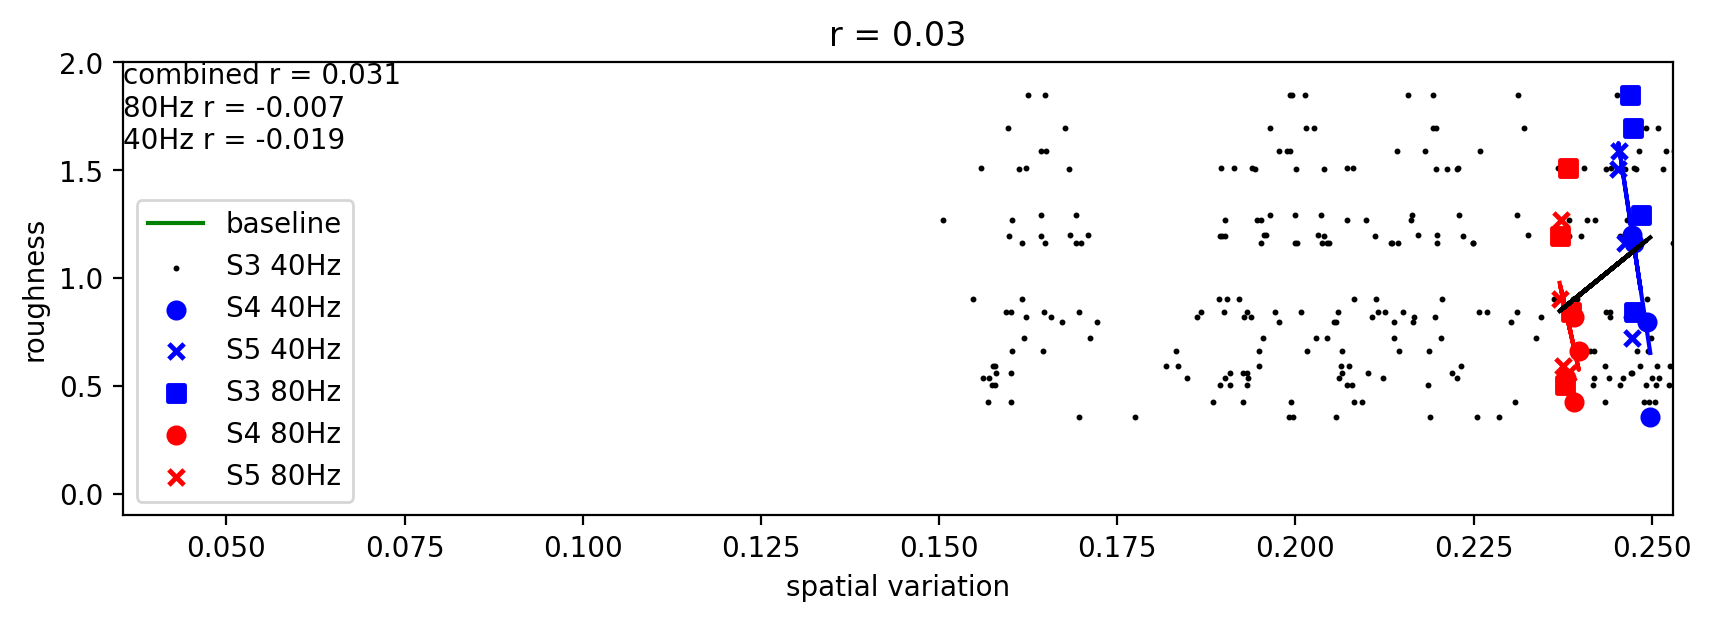 r = 0.03
combined r = 0.031
80Hz r = -0.007
40Hz r = -0.019
2.0
1.5
1.0
0.5
0.0
roughness
baseline
S3 40Hz
S4 40Hz
S5 40Hz
S3 80Hz
S4 80Hz
S5 80Hz
0.050 0.075 0.100 0.125 0.150 0.175 0.200 0.225 0.250
spatial variation